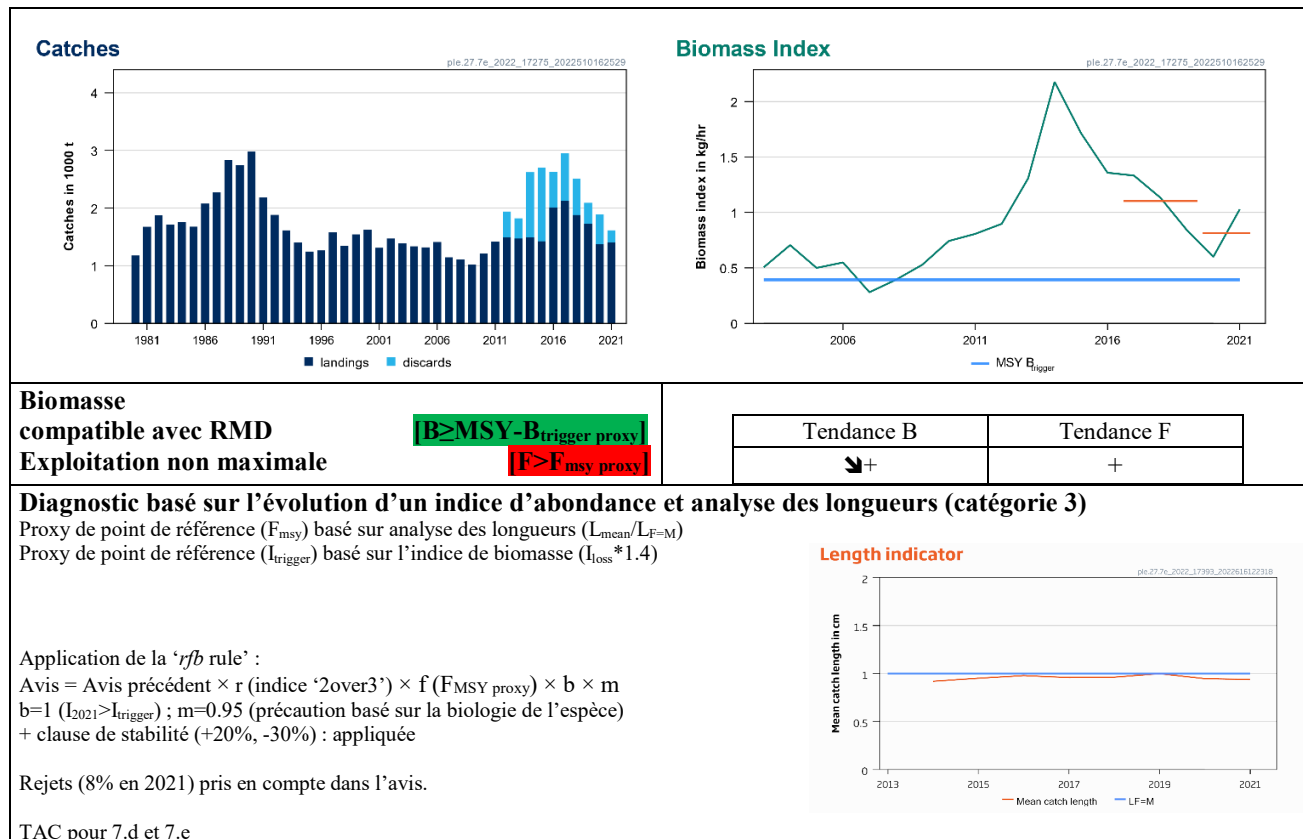 Catches
ple.27.7e_2022_17275_2022510162529
Catches in 1000 t
4
3
2
1
0
1981 1986 1991 1996 2001 2006 2011 2016 2021
landings discards
Biomass Index
ple.27.7e_2022_17275_2022510162529
Biomass index in kg/hr
2
1.5
1
0.5
0
2006 2011 2016 2021
MSY Btrigger
Biomasse
compatible avec RMD [B≥MSY-Btrigger proxy]
Exploitation non maximale [F>Fmsy proxy]
Tendance B Tendance F
➘+ +
Diagnostic basé sur l’évolution d’un indice d’abondance et analyse des longueurs (catégorie 3)
Proxy de point de référence (Fmsy) basé sur analyse des longueurs (Lmean/LF=M)
Proxy de point de référence (Itrigger) basé sur l’indice de biomasse (Iloss*1.4)
Application de la ‘rfb rule’ :
Avis = Avis précédent × r (indice ‘2over3’) × f (FMSY proxy) × b × m
b=1 (I2021>Itrigger) ; m=0.95 (précaution basé sur la biologie de l’espèce)
+ clause de stabilité (+20%, -30%) : appliquée
Rejets (8% en 2021) pris en compte dans l’avis.
TAC pour 7.d et 7.e
Length indicator
ple.27.7e_2022_17393_2022616122318
Mean catch length in cm
2
1.5
1
0.5
0
2013 2015 2017 2019 2021
Mean catch length LF=M